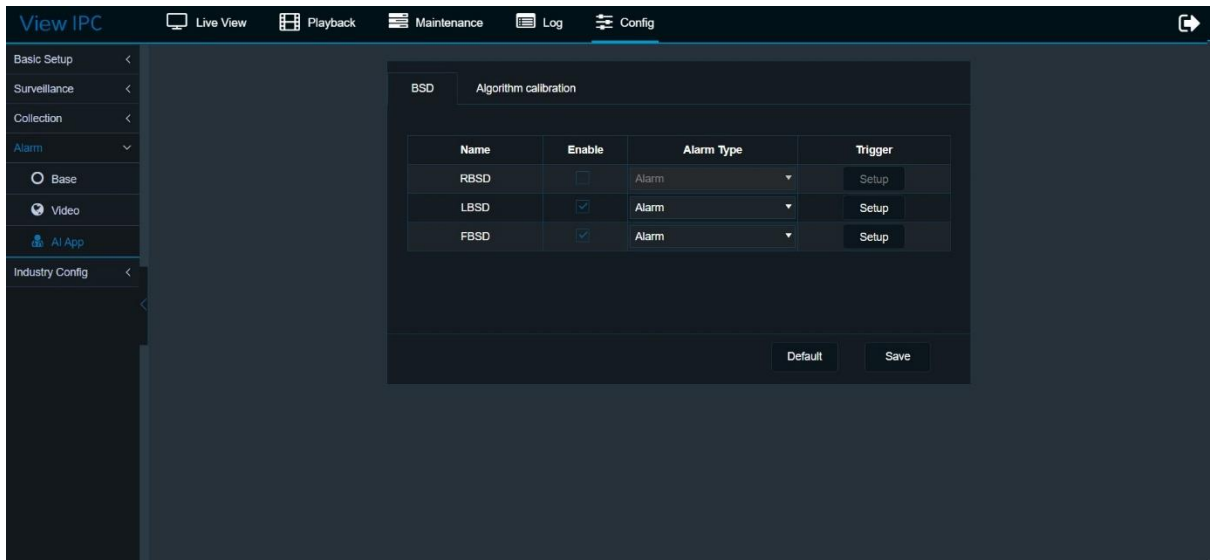 View IPC Live View Playback Maintenance Log Config
Basic Setup
Surveillance
Collection
Alarm
Base
Video
AI App
Industry Config
BSD Algorithm calibration
Name Enable Alarm Type Trigger
RBSD Alarm Setup
LBSD Alarm Setup
FBSD Alarm Setup
Default Save